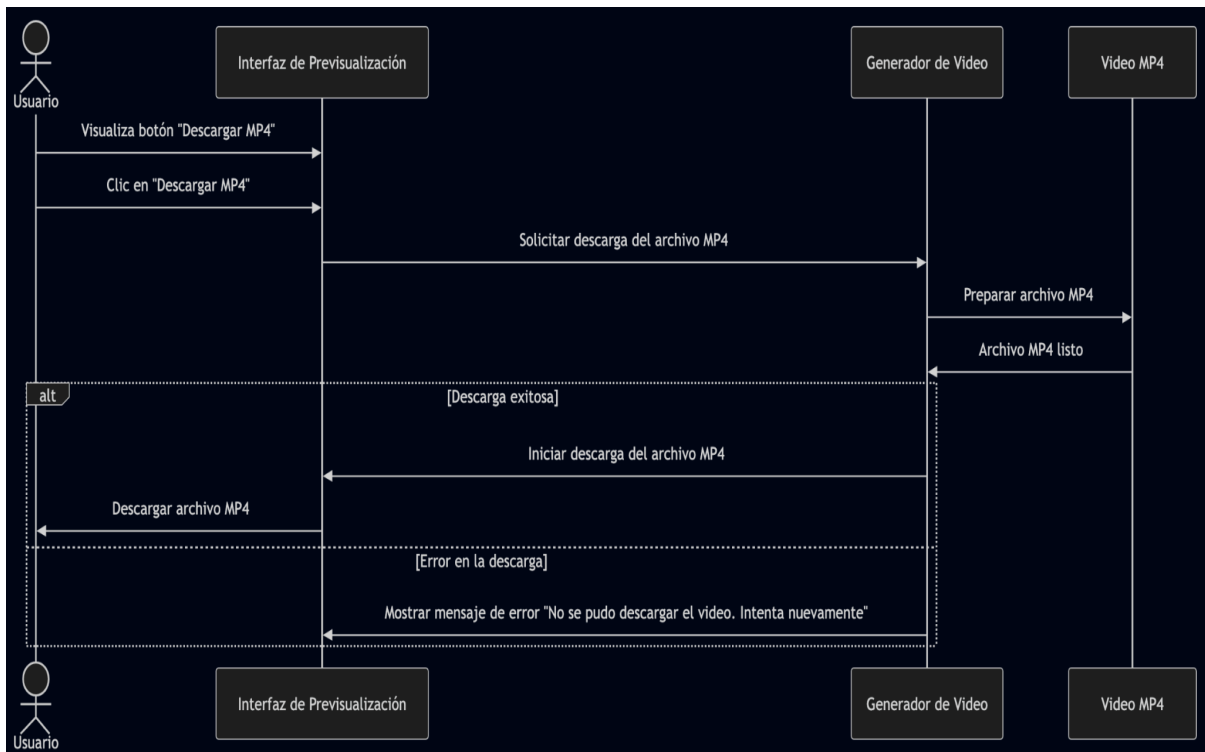 Usuario
Interfaz de Previsualización
Generador de Video
Video MP4
Visualiza botón "Descargar MP4"
Clic en "Descargar MP4"
Solicitar descarga del archivo MP4
Preparar archivo MP4
Archivo MP4 listo
alt
[Descarga exitosa]
Iniciar descarga del archivo MP4
Descargar archivo MP4
[Error en la descarga]
Mostrar mensaje de error "No se pudo descargar el video. Intenta nuevamente"
Usuario
Interfaz de Previsualización
Generador de Video
Video MP4